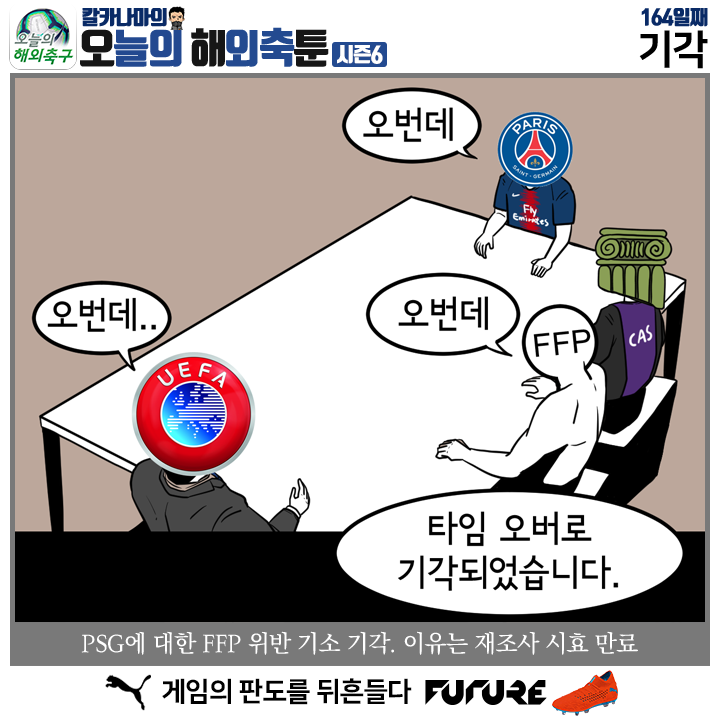 칼카나마의
오늘의 해외축툰 시즌6
오늘의
해외축구
164일째
기각
오번데
PARIS
SAINT-GERMAIN
Fly
Emirates
오번데..
오번데
UEFA
FFP
CAS
타임 오버로
기각되었습니다.
PSG에 대한 FFP 위반 기소 기각. 이유는 재조사 시효 만료
게임의 판도를 뒤흔들다 FUTURE